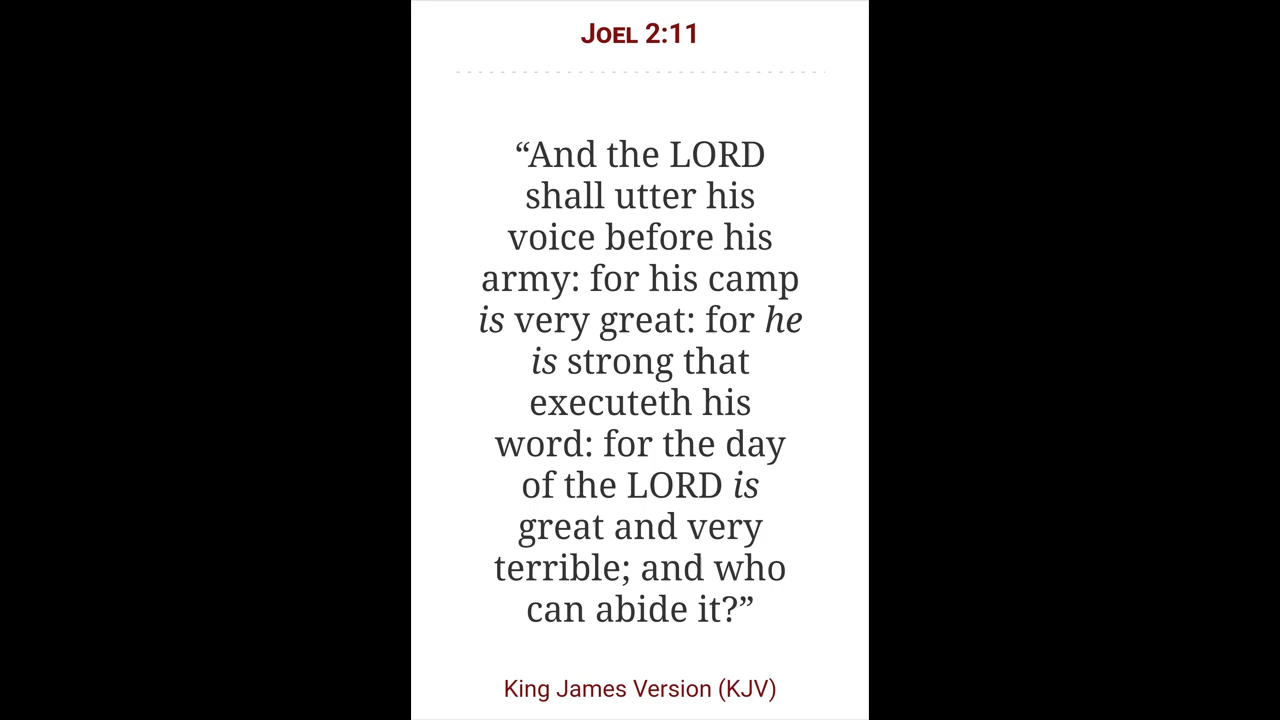 Joel 2:11
“And the LORD
shall utter his
voice before his
army: for his camp
is very great: for he
is strong that
executeth his
word: for the day
of the LORD is
great and very
terrible; and who
can abide it?”
King James Version (KJV)